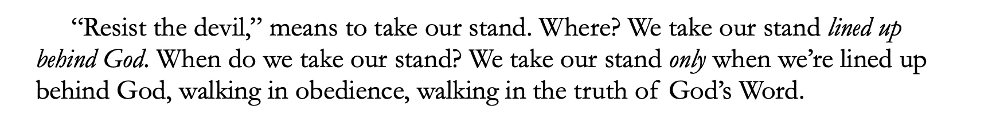 “Resist the devil,” means to take our stand. Where? We take our stand lined up
behind God. When do we take our stand? We take our stand only when we’re lined up
behind God, walking in obedience, walking in the truth of God’s Word.